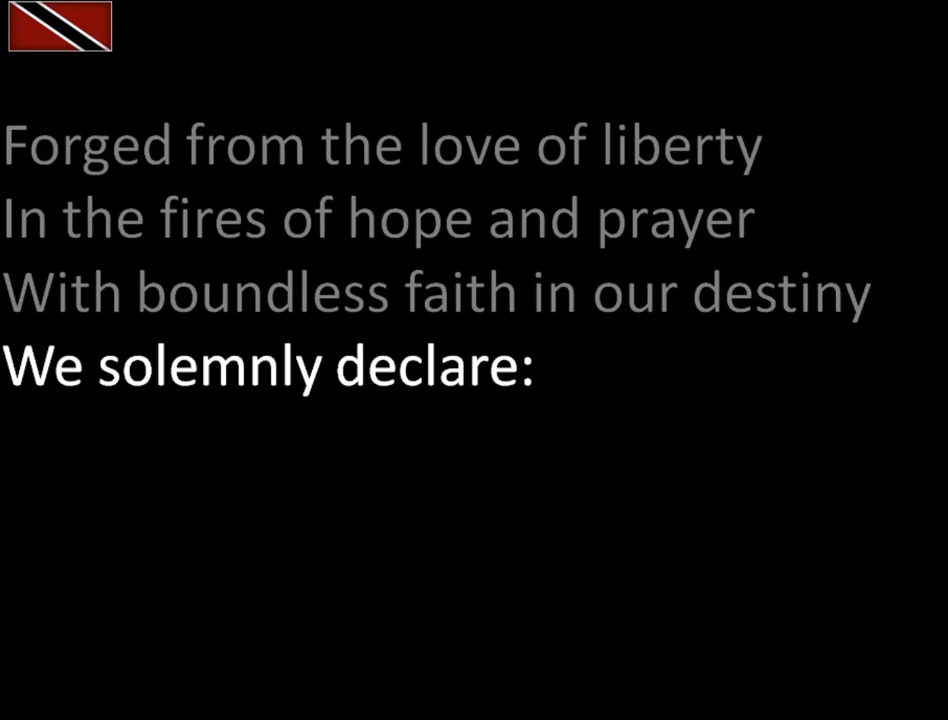 Forged from the love of liberty
In the fires of hope and prayer
With boundless faith in our destiny
We solemnly declare: